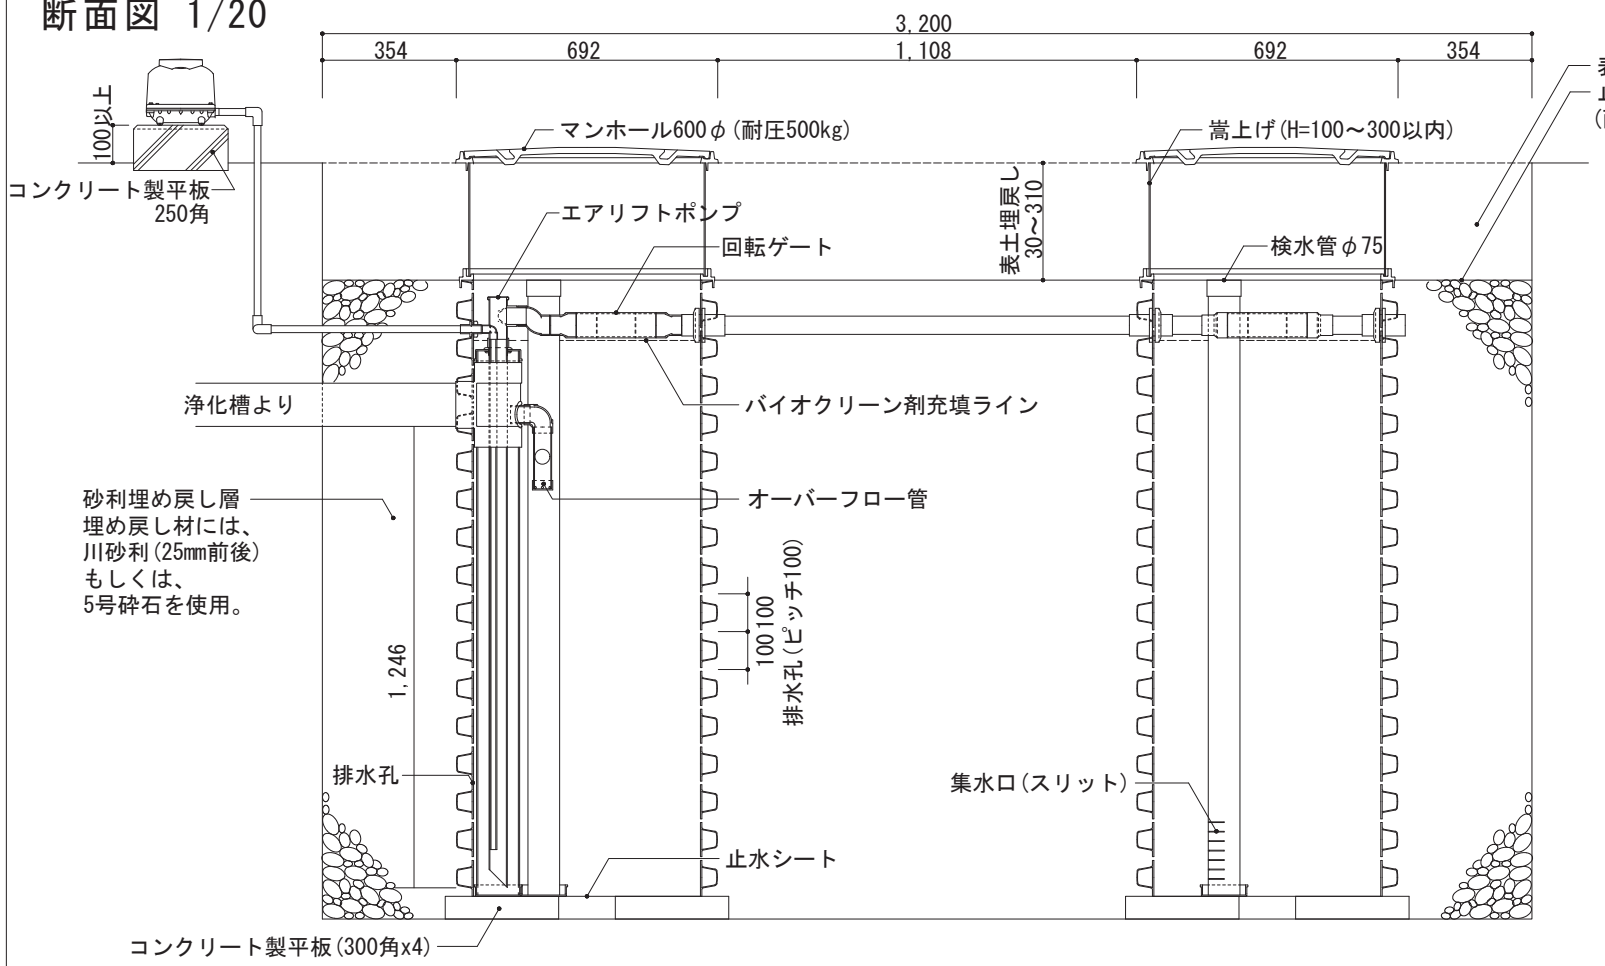 断面図 1/20
3,200
354
692
1,108
692
354
100以上
マンホール600φ(耐圧500kg)
嵩上げ(H=100～300以内)
コンクリート製平板
250角
エアリフトポンプ
回転ゲート
表土埋戻し
30～310
検水管φ75
浄化槽より
バイオクリーン剤充填ライン
砂利埋め戻し層
埋め戻し材には、
川砂利(25mm前後)
もしくは、
5号砕石を使用。
オーバーフロー管
100 100
排水孔(ピッチ100)
1,246
排水孔
集水口(スリット)
止水シート
コンクリート製平板(300角x4)